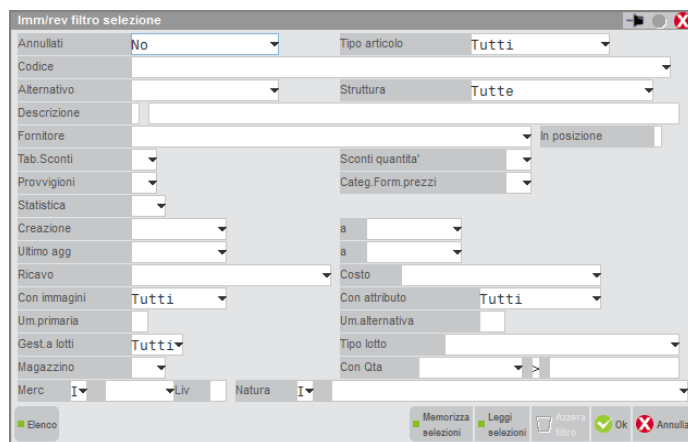 Imm/rev filtro selezione
Annullati No Tipo articolo Tutti
Codice
Alternativo Struttura Tutte
Descrizione
Fornitore In posizione
Tab.Sconti Sconti quantita'
Provvigioni Categ.Form.prezzi
Statistica
Creazione a
Ultimo agg a
Ricavo Costo
Con immagini Tutti Con attributo Tutti
Um.primaria Um.alternativa
Gest.a lotti Tutti Tipo lotto
Magazzino Con Qta >
Merc I Liv Natura I
Elenco Memorizza selezioni Leggi selezioni Azzera filtro Ok Annulla